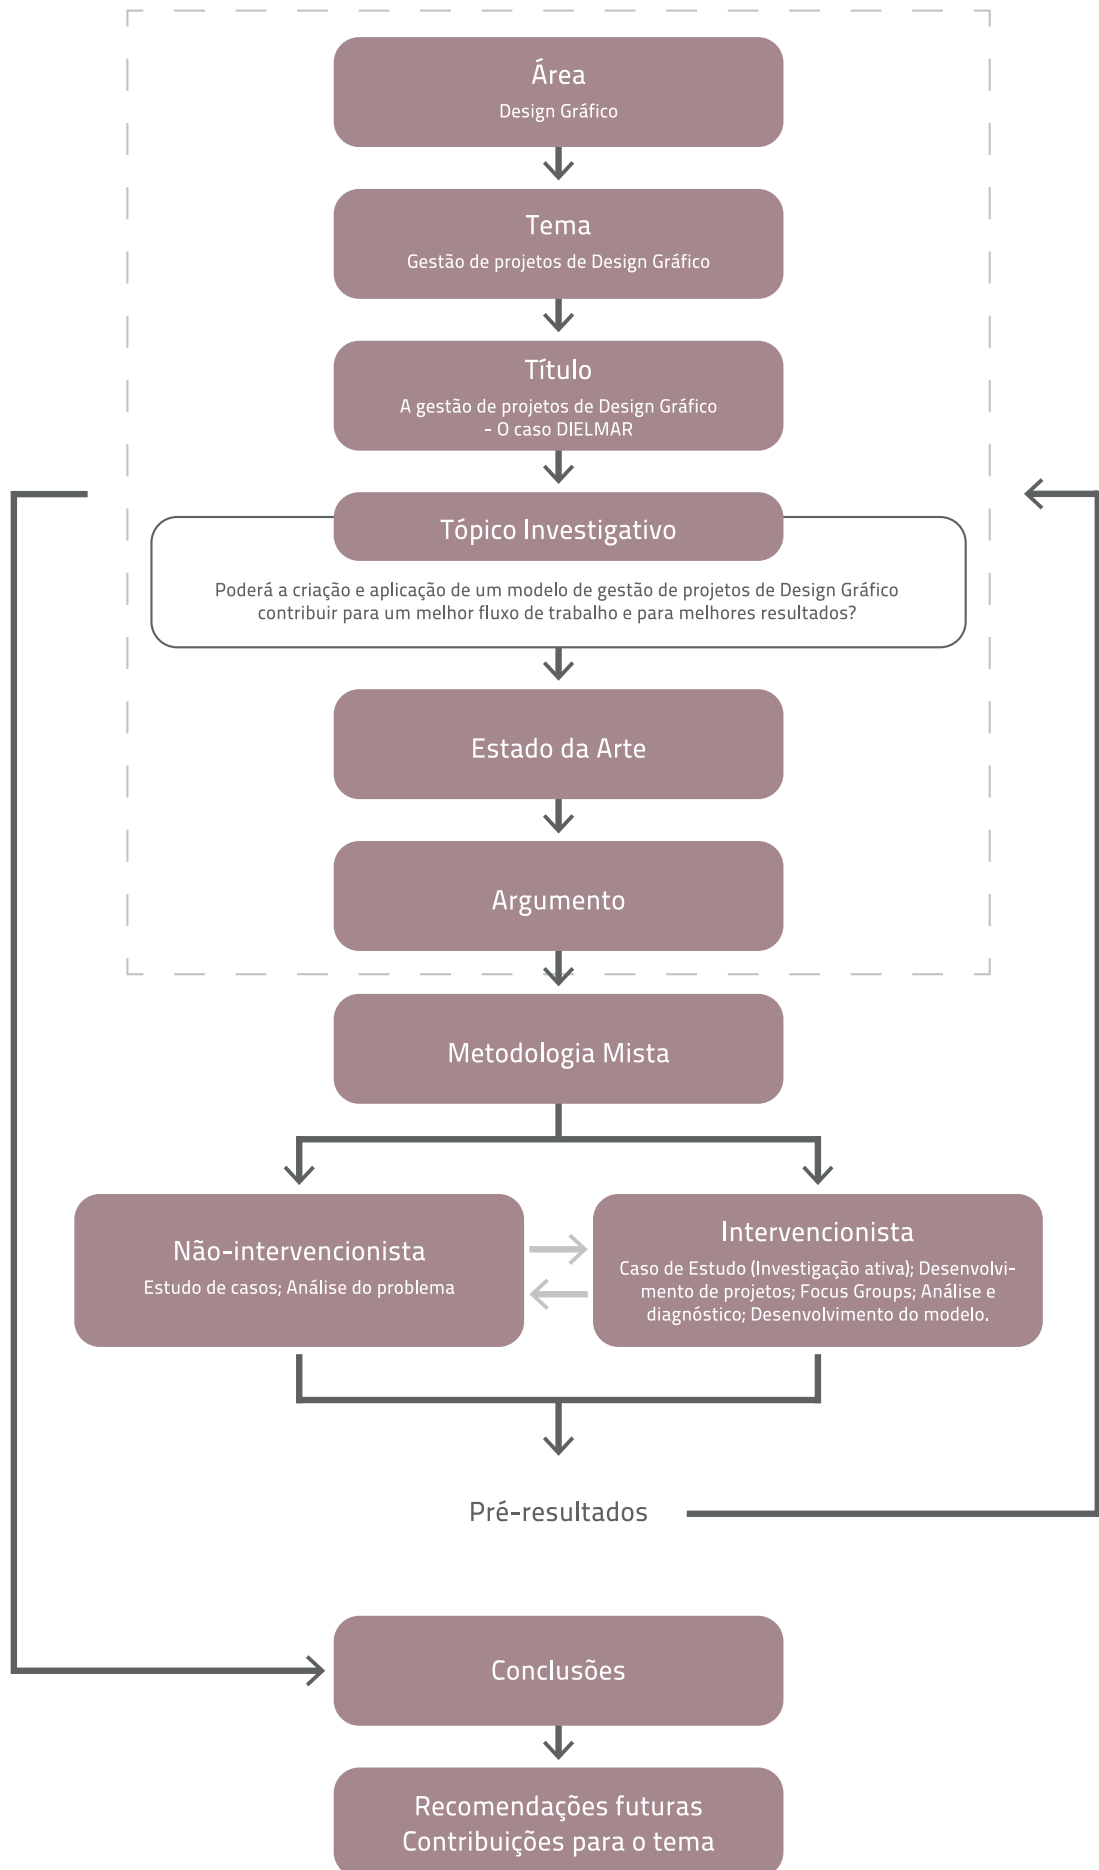 Área
Design Gráfico
Tema
Gestão de projetos de Design Gráfico
Título
A gestão de projetos de Design Gráfico
- O caso DIELMAR
Tópico Investigativo
Poderá a criação e aplicação de um modelo de gestão de projetos de Design Gráfico
contribuir para um melhor fluxo de trabalho e para melhores resultados?
Estado da Arte
Argumento
Metodologia Mista
Não-intervencionista
Estudo de casos; Análise do problema
Intervencionista
Caso de Estudo (Investigação ativa); Desenvolvi-
mento de projetos; Focus Groups; Análise e
diagnóstico; Desenvolvimento do modelo.
Pré-resultados
Conclusões
Recomendações futuras
Contribuições para o tema